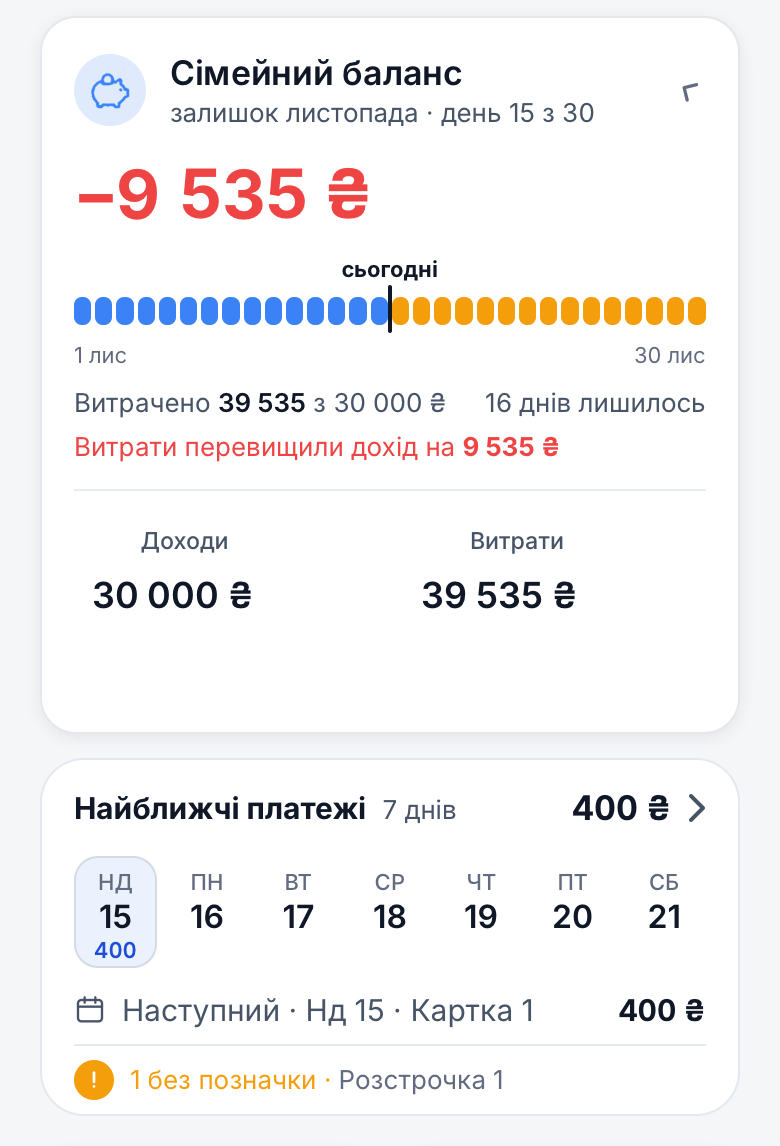 Сімейний баланс
залишок листопада · день 15 з 30
−9 535 ₴
сьогодні
1 лис 30 лис
Витрачено 39 535 з 30 000 ₴ 16 днів лишилось
Витрати перевищили дохід на 9 535 ₴
Доходи Витрати
30 000 ₴ 39 535 ₴
Найближчі платежі 7 днів 400 ₴
НД ПН ВТ СР ЧТ ПТ СБ
15 16 17 18 19 20 21
400
Наступний · Нд 15 · Картка 1 400 ₴
! 1 без позначки · Розстрочка 1